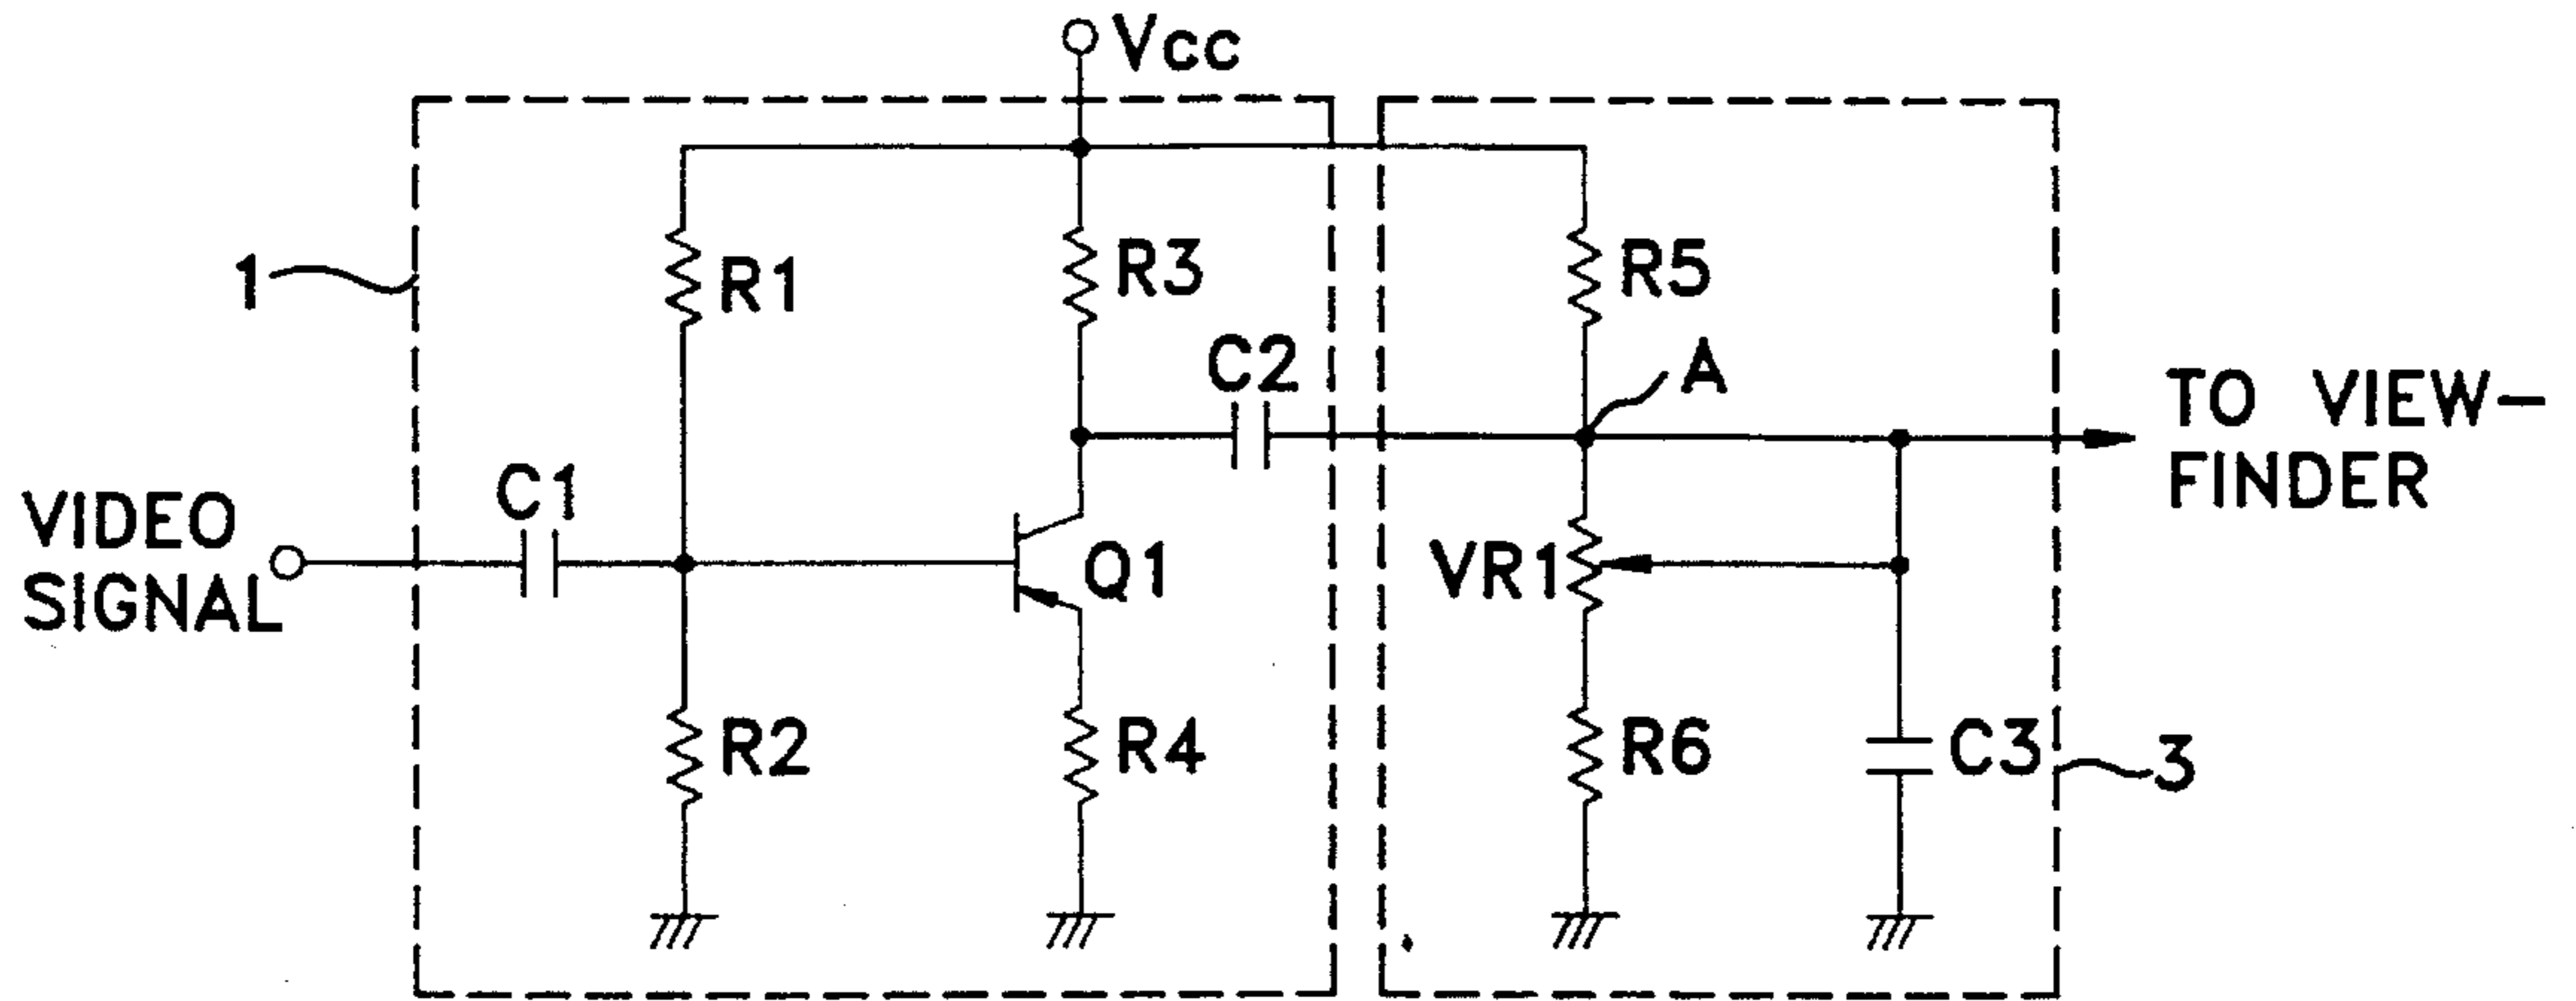 Vcc
1
R1
R3
R5
C2
A
TO VIEW-
FINDER
C1
VIDEO
SIGNAL
Q1
VR1
R2
R4
R6
C3
3